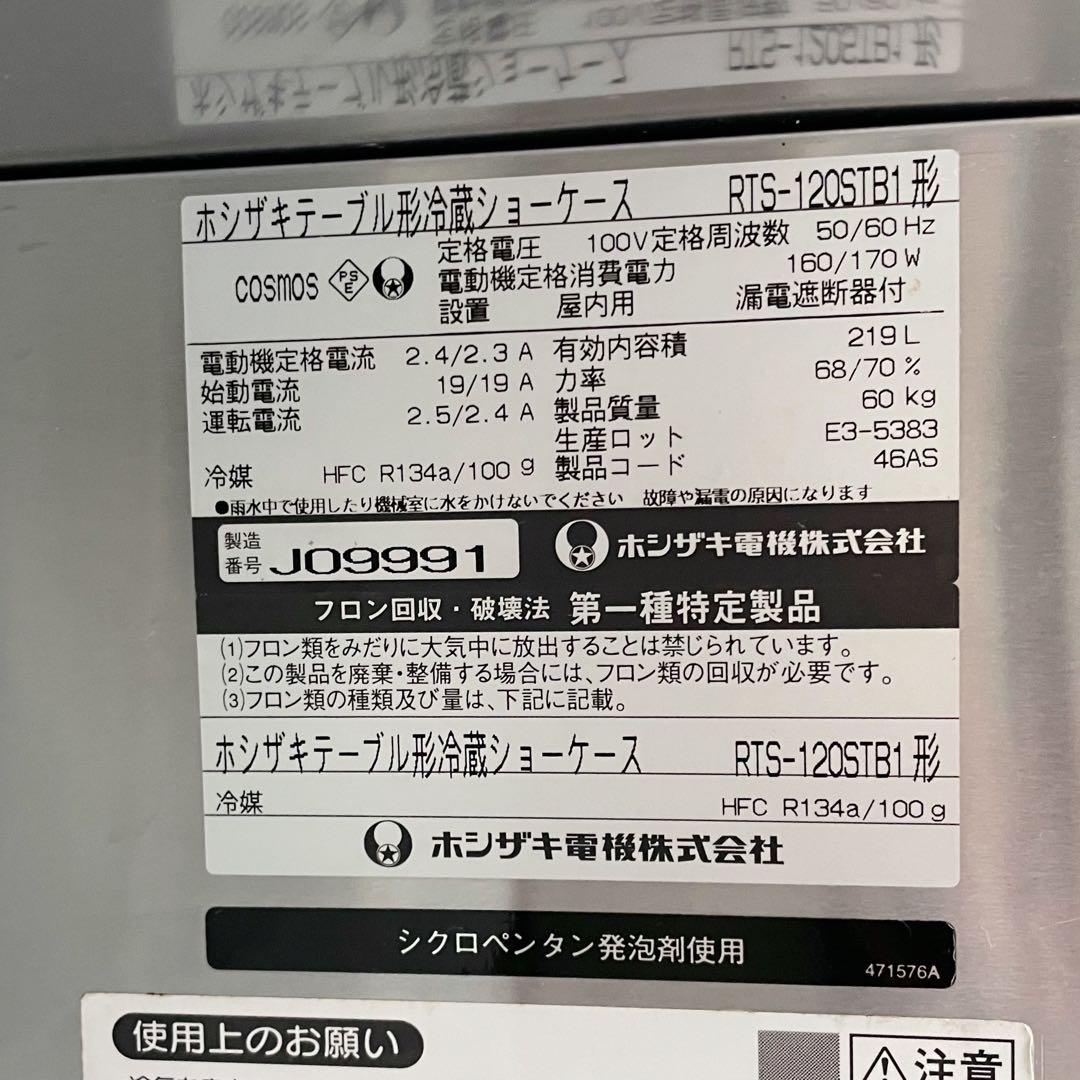 ホシザキテーブル形冷蔵ショーケース RTS-120STB1形
cosmos PSE 定格電圧 100V 定格周波数 50/60 Hz
電動機定格消費電力 160/170 W
設置 屋内用 漏電遮断器付
電動機定格電流 2.4/2.3 A 有効内容積 219 L
始動電流 19/19 A 力率 68/70 %
運転電流 2.5/2.4 A 製品質量 60 kg
生産ロット E3-5383
冷媒 HFC R134a/100 g 製品コード 46AS
●雨水中で使用したり機械室に水をかけないでください 故障や漏電の原因になります
製造番号 J09991 ホシザキ電機株式会社
フロン回収・破壊法 第一種特定製品
(1)フロン類をみだりに大気中に放出することは禁じられています。
(2)この製品を廃棄・整備する場合には、フロン類の回収が必要です。
(3)フロン類の種類及び量は、下記に記載。
ホシザキテーブル形冷蔵ショーケース RTS-120STB1形
冷媒 HFC R134a/100 g
ホシザキ電機株式会社
シクロペンタン発泡剤使用
471576A
使用上のお願い
注意